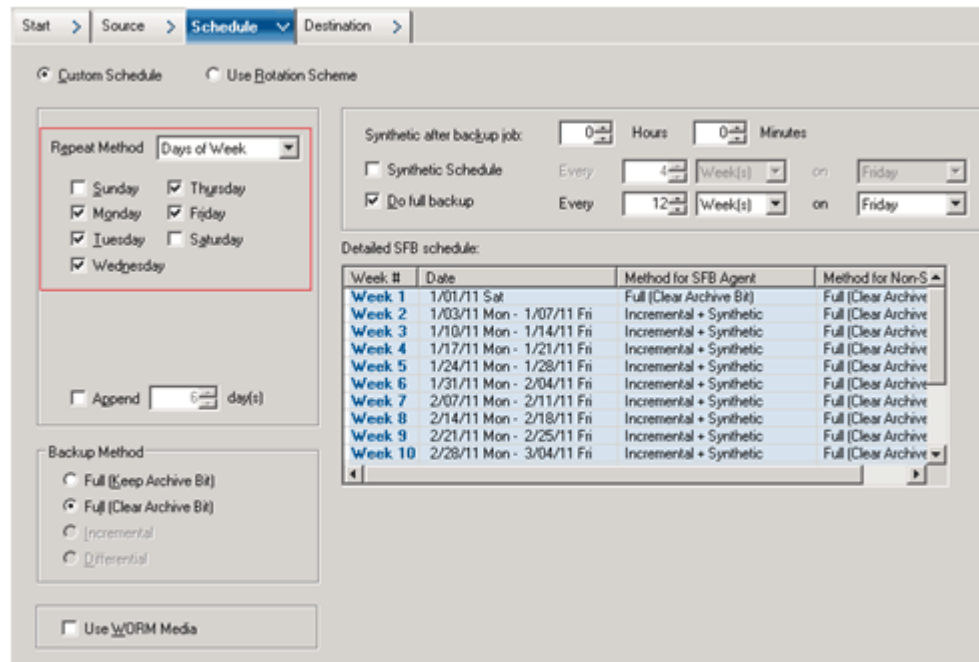 Start > Source > Schedule Destination >
Custom Schedule Use Rotation Scheme
Repeat Method Days of Week
Sunday Thursday
Monday Friday
Tuesday Saturday
Wednesday
Append 6 day(s)
Backup Method
Full (Keep Archive Bit)
Full (Clear Archive Bit)
Incremental
Differential
Use WORM Media
Synthetic after backup job: 0 Hours 0 Minutes
Synthetic Schedule Every 4 Week(s) on Friday
Do full backup Every 12 Week(s) on Friday
Detailed SFB schedule:
Week # Date Method for SFB Agent Method for Non-S
Week 1 1/01/11 Sat Full (Clear Archive Bit) Full (Clear Archive
Week 2 1/03/11 Mon - 1/07/11 Fri Incremental + Synthetic Full (Clear Archive
Week 3 1/10/11 Mon - 1/14/11 Fri Incremental + Synthetic Full (Clear Archive
Week 4 1/17/11 Mon - 1/21/11 Fri Incremental + Synthetic Full (Clear Archive
Week 5 1/24/11 Mon - 1/28/11 Fri Incremental + Synthetic Full (Clear Archive
Week 6 1/31/11 Mon - 2/04/11 Fri Incremental + Synthetic Full (Clear Archive
Week 7 2/07/11 Mon - 2/11/11 Fri Incremental + Synthetic Full (Clear Archive
Week 8 2/14/11 Mon - 2/18/11 Fri Incremental + Synthetic Full (Clear Archive
Week 9 2/21/11 Mon - 2/25/11 Fri Incremental + Synthetic Full (Clear Archive
Week 10 2/28/11 Mon - 3/04/11 Fri Incremental + Synthetic Full (Clear Archive